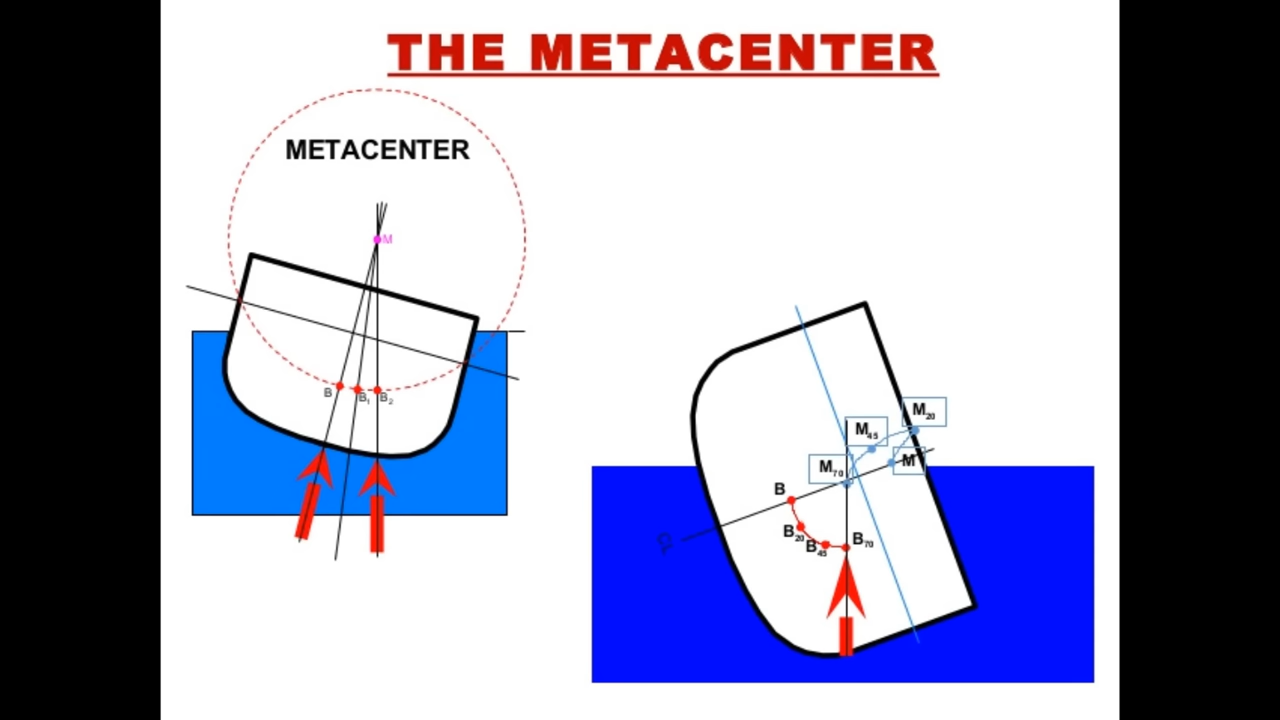 THE METACENTER
METACENTER
M
B
B1
B2
M20
M45
M
M70
B
B20
B45
B70